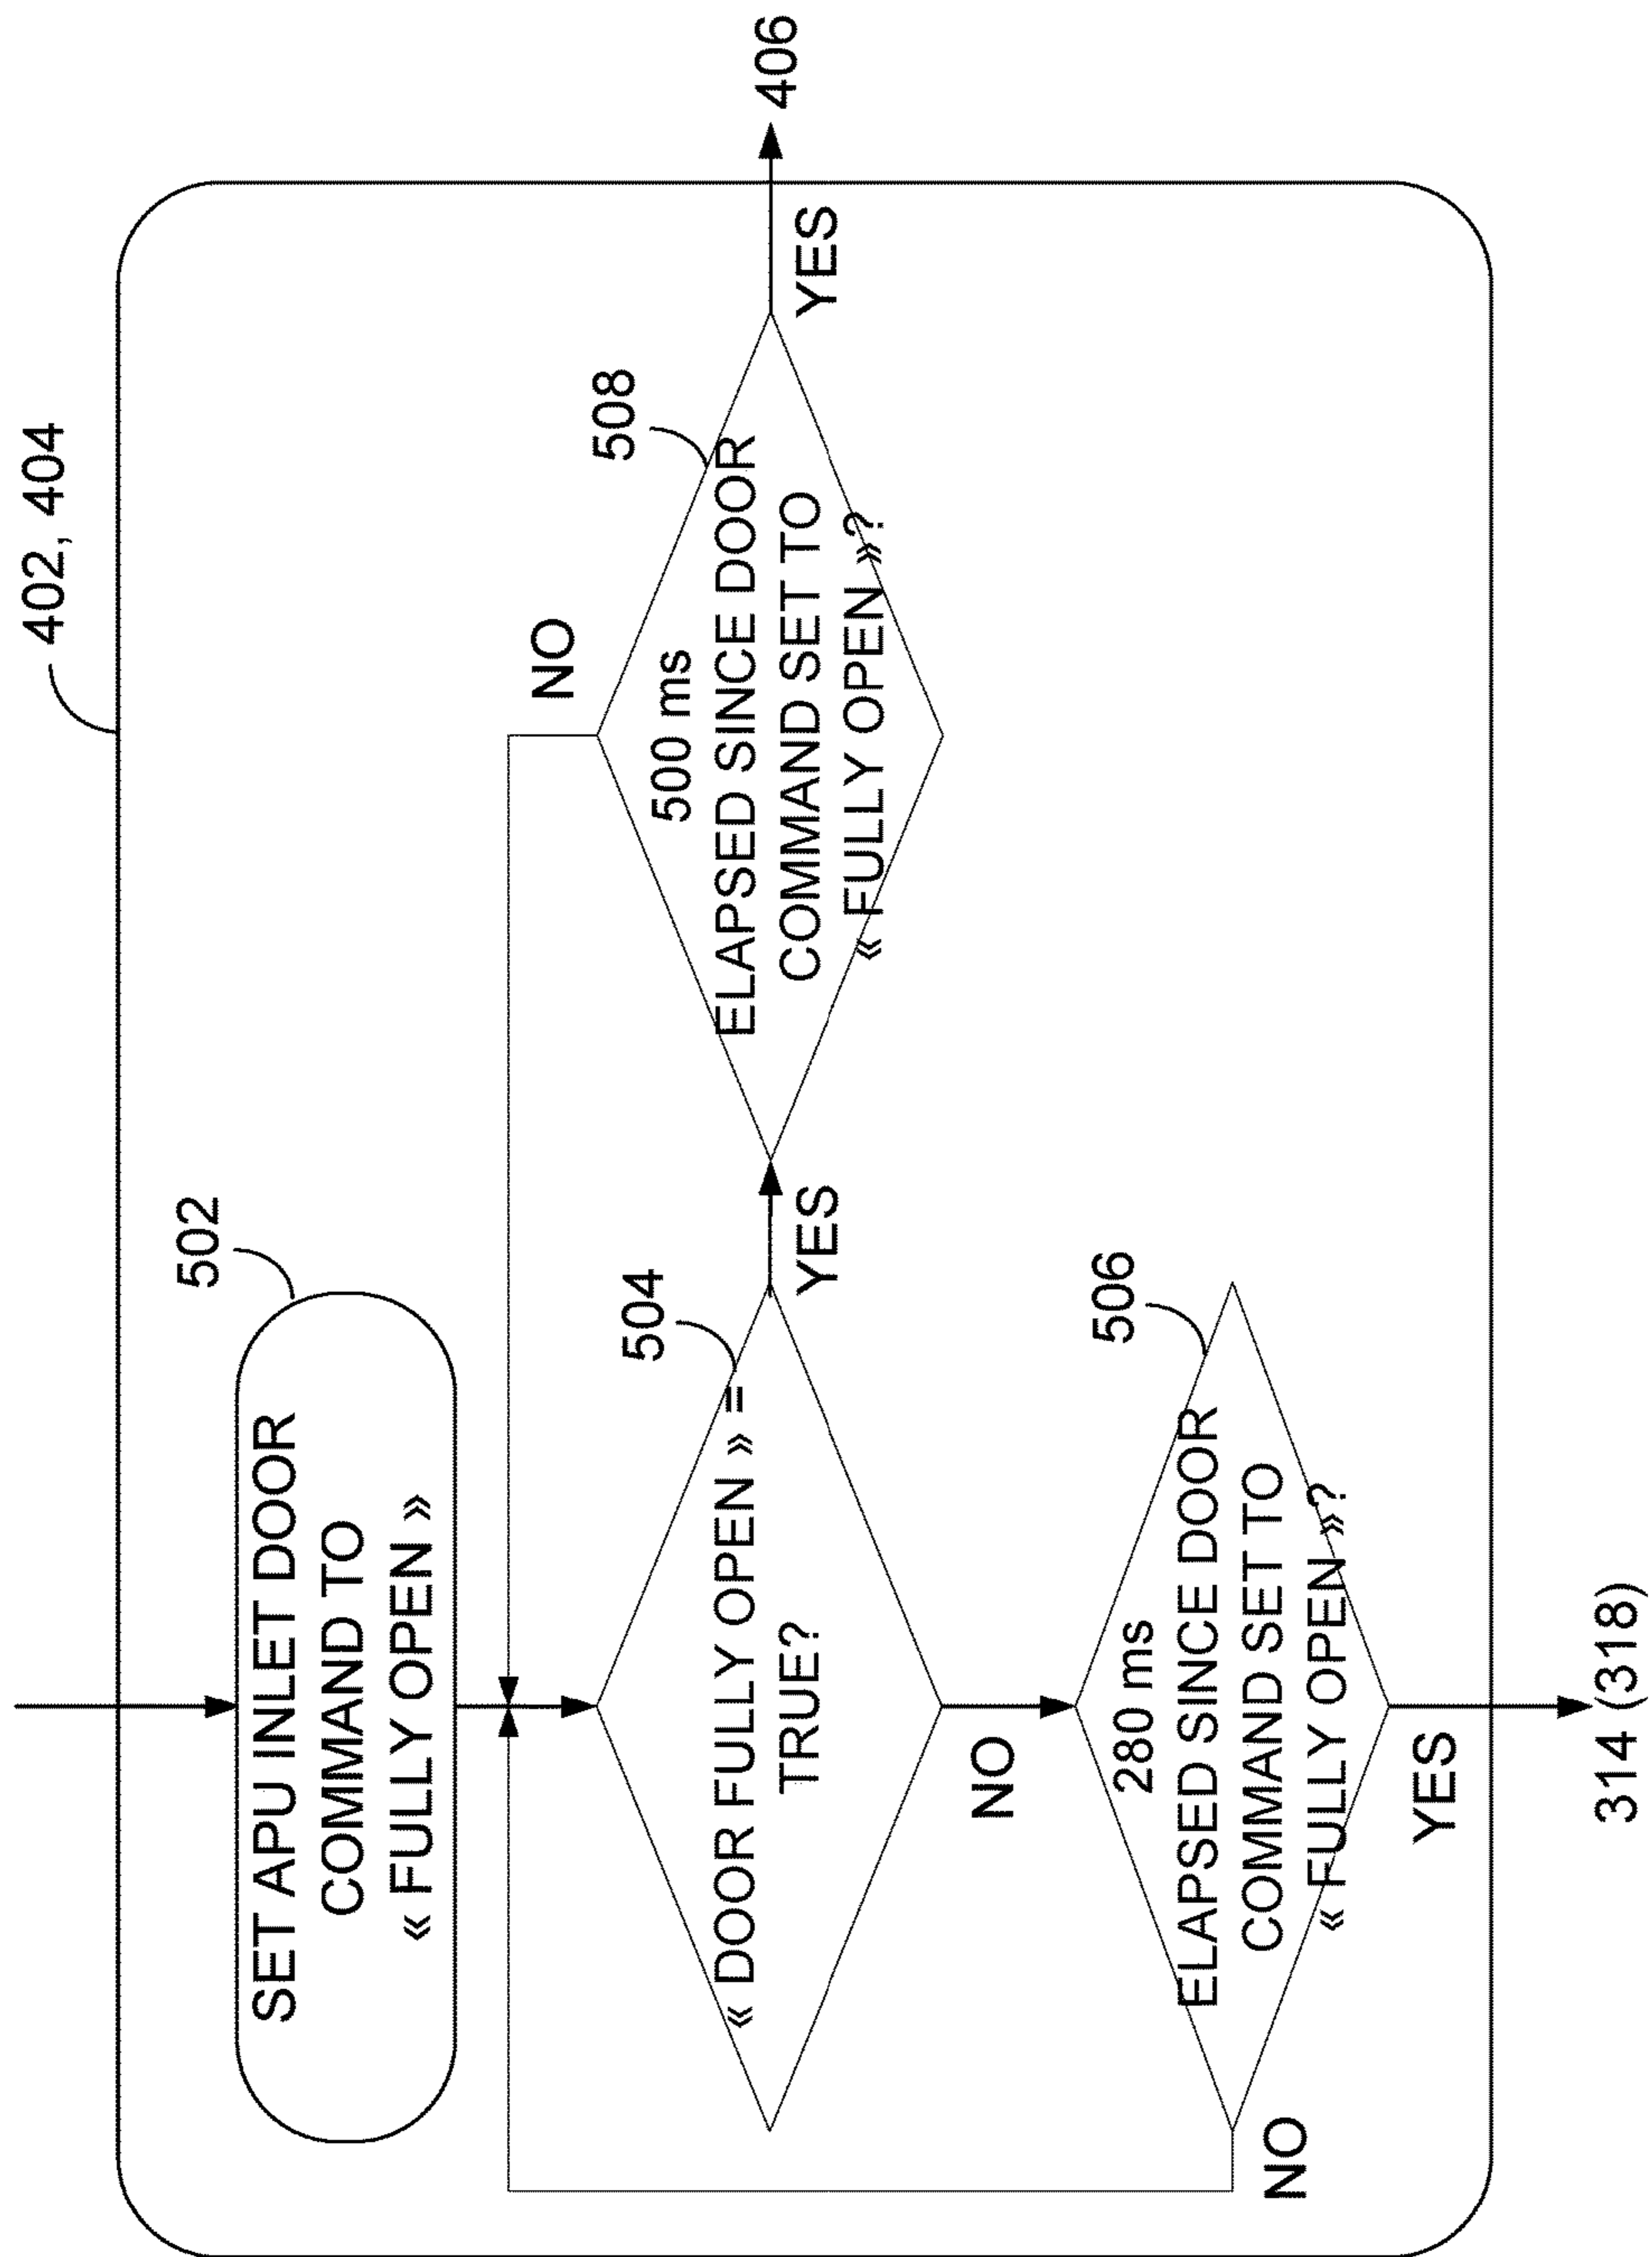 402, 404
502
SET APU INLET DOOR
COMMAND TO
« FULLY OPEN »
504
« DOOR FULLY OPEN » =
TRUE?
YES
NO
508
500 ms
ELAPSED SINCE DOOR
COMMAND SET TO
« FULLY OPEN »?
NO
YES
406
506
280 ms
ELAPSED SINCE DOOR
COMMAND SET TO
« FULLY OPEN »?
NO
YES
314 (318)